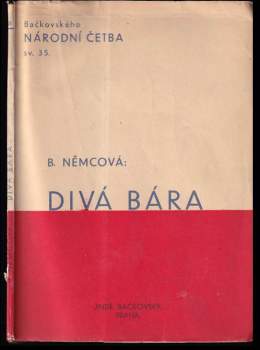 Bačkovského
NÁRODNÍ ČETBA
sv. 35.
B. NĚMCOVÁ:
DIVÁ BÁRA
JINDŘ. BAČKOVSKÝ
PRAHA
DIVÁ BÁRA